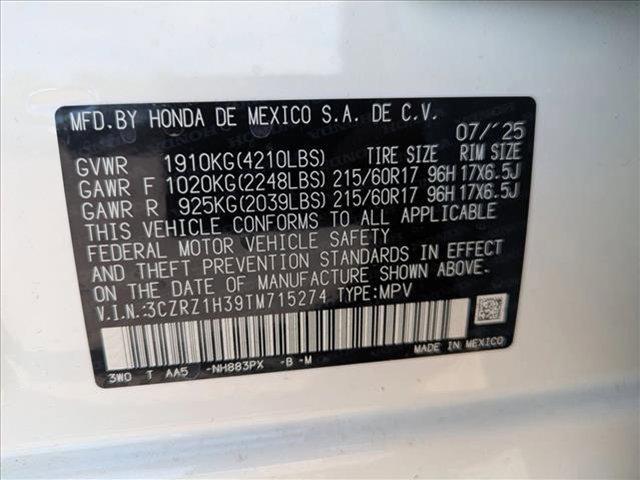 MFD.BY HONDA DE MEXICO S.A. DE C.V.
07/'25
GVWR 1910KG(4210LBS) TIRE SIZE RIM SIZE
GAWR F 1020KG(2248LBS) 215/60R17 96H 17X6.5J
GAWR R 925KG(2039LBS) 215/60R17 96H 17X6.5J
THIS VEHICLE CONFORMS TO ALL APPLICABLE
FEDERAL MOTOR VEHICLE SAFETY
AND THEFT PREVENTION STANDARDS IN EFFECT
ON THE DATE OF MANUFACTURE SHOWN ABOVE.
V.I.N.:3CZRZ1H39TM715274 TYPE:MPV
3W0 T AA5 -NH883PX -B -M MADE IN MEXICO